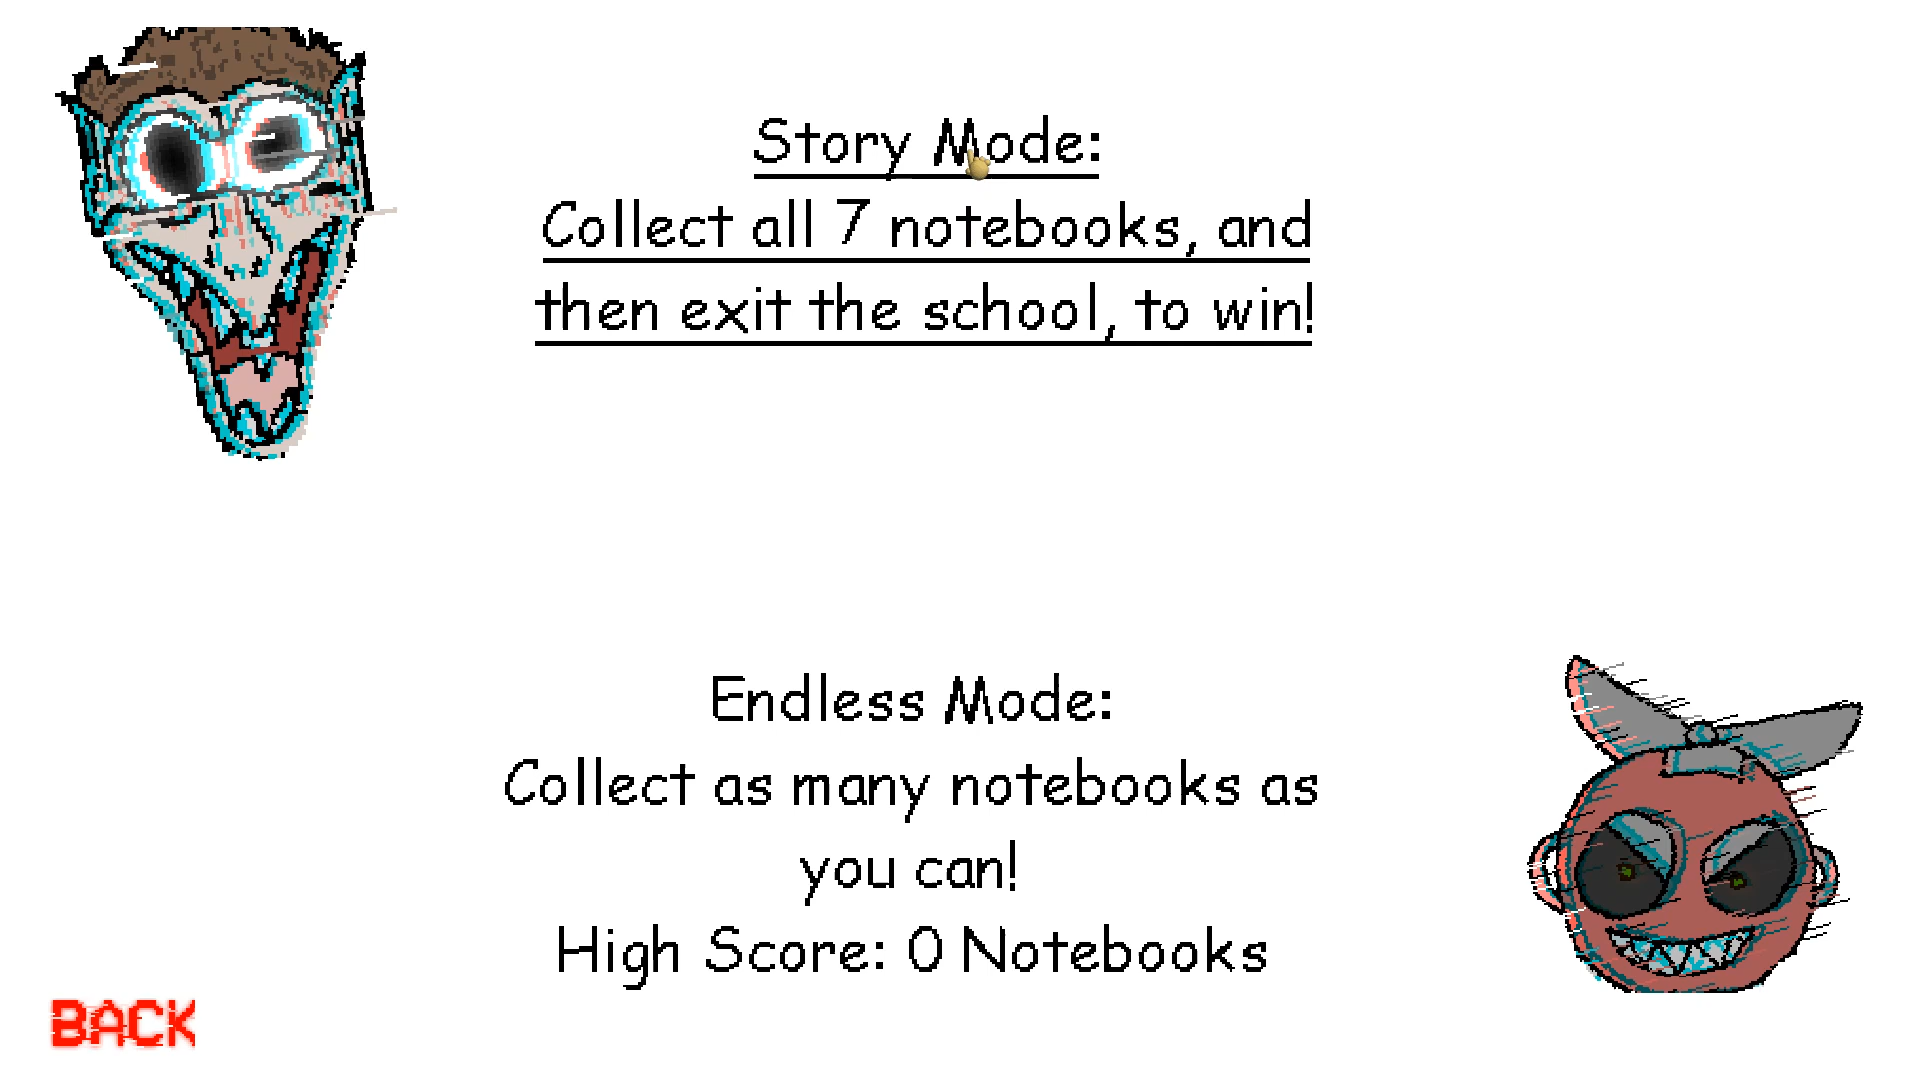 Story Mode:
Collect all 7 notebooks, and
then exit the school, to win!
Endless Mode:
Collect as many notebooks as
you can!
High Score: 0 Notebooks
BACK